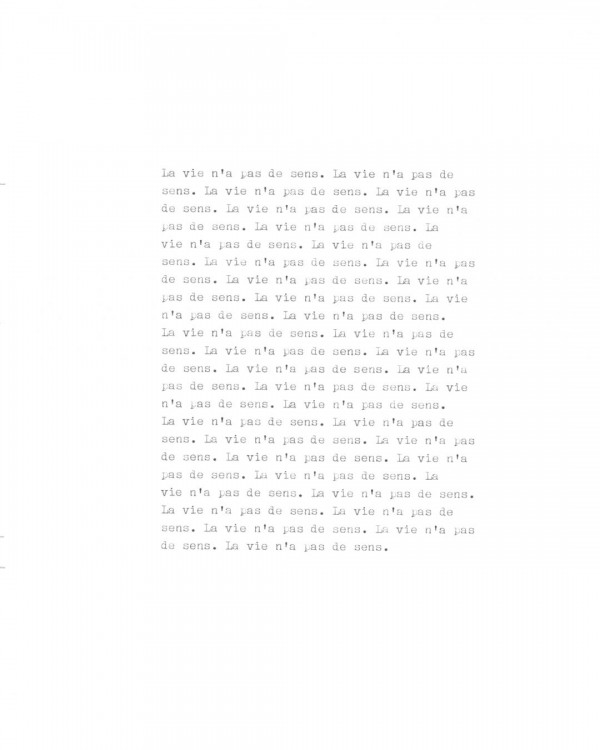 La vie n'a pas de sens. La vie n'a pas de
sens. La vie n'a pas de sens. La vie n'a pas
de sens. La vie n'a pas de sens. La vie n'a
pas de sens. La vie n'a pas de sens. La
vie n'a pas de sens. La vie n'a pas de
sens. La vie n'a pas de sens. La vie n'a pas
de sens. La vie n'a pas de sens. La vie n'a
pas de sens. La vie n'a pas de sens. La vie
n'a pas de sens. La vie n'a pas de sens.
La vie n'a pas de sens. La vie n'a pas de
sens. La vie n'a pas de sens. La vie n'a pas
de sens. La vie n'a pas de sens. La vie n'a
pas de sens. La vie n'a pas de sens. La vie
n'a pas de sens. La vie n'a pas de sens.
La vie n'a pas de sens. La vie n'a pas de
sens. La vie n'a pas de sens. La vie n'a pas
de sens. La vie n'a pas de sens. La vie n'a
pas de sens. La vie n'a pas de sens. La
vie n'a pas de sens. La vie n'a pas de sens.
La vie n'a pas de sens. La vie n'a pas de
sens. La vie n'a pas de sens. La vie n'a pas
de sens. La vie n'a pas de sens.